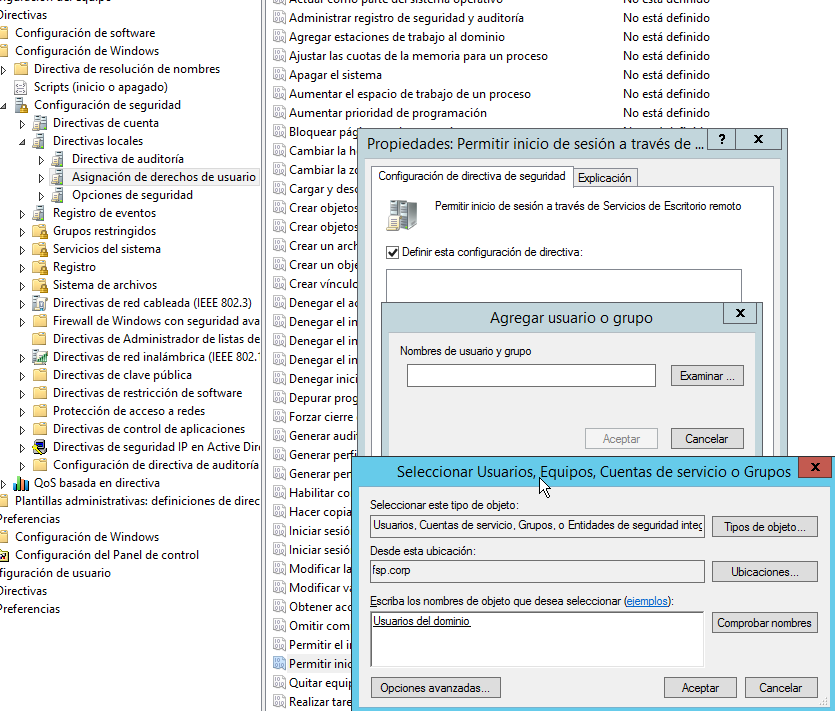 Directivas
Configuración de software
Configuración de Windows
Directiva de resolución de nombres
Scripts (inicio o apagado)
Configuración de seguridad
Directivas de cuenta
Directivas locales
Directiva de auditoría
Asignación de derechos de usuario
Opciones de seguridad
Registro de eventos
Grupos restringidos
Servicios del sistema
Registro
Sistema de archivos
Directivas de red cableada (IEEE 802.3)
Firewall de Windows con seguridad ava
Directivas de Administrador de listas de
Directivas de red inalámbrica (IEEE 802.1
Directivas de clave pública
Directivas de restricción de software
Protección de acceso a redes
Directivas de control de aplicaciones
Directivas de seguridad IP en Active Dire
Configuración de directiva de auditoría
QoS basada en directiva
Plantillas administrativas: definiciones de direc
Preferencias
Configuración de Windows
Configuración del Panel de control
figuración de usuario
Directivas
Preferencias
Actuar como parte del sistema operativo No está definido
Administrar registro de seguridad y auditoría No está definido
Agregar estaciones de trabajo al dominio No está definido
Ajustar las cuotas de la memoria para un proceso No está definido
Apagar el sistema No está definido
Aumentar el espacio de trabajo de un proceso No está definido
Aumentar prioridad de programación No está definido
Bloquear pág
Cambiar la h
Cambiar la zo
Cargar y desc
Crear objetos
Crear objetos
Crear un arch
Crear un obje
Crear vínculo
Denegar el ac
Denegar el in
Denegar el in
Denegar el in
Denegar inici
Depurar prog
Forzar cierre
Generar audi
Generar perfi
Generar perf
Habilitar co
Hacer copia
Iniciar sesió
Iniciar sesió
Modificar la
Modificar va
Obtener acc
Omitir com
Permitir el i
Permitir inic
Quitar equip
Realizar tare
Propiedades: Permitir inicio de sesión a través de ...
? x
Configuración de directiva de seguridad Explicación
Permitir inicio de sesión a través de Servicios de Escritorio remoto
Definir esta configuración de directiva:
Agregar usuario o grupo
x
Nombres de usuario y grupo
Examinar ...
Aceptar Cancelar
Seleccionar Usuarios, Equipos, Cuentas de servicio o Grupos
x
Seleccionar este tipo de objeto:
Usuarios, Cuentas de servicio, Grupos, o Entidades de seguridad integ
Tipos de objeto...
Desde esta ubicación:
fsp.corp
Ubicaciones...
Escriba los nombres de objeto que desea seleccionar (ejemplos):
Usuarios del dominio
Comprobar nombres
Opciones avanzadas...
Aceptar Cancelar